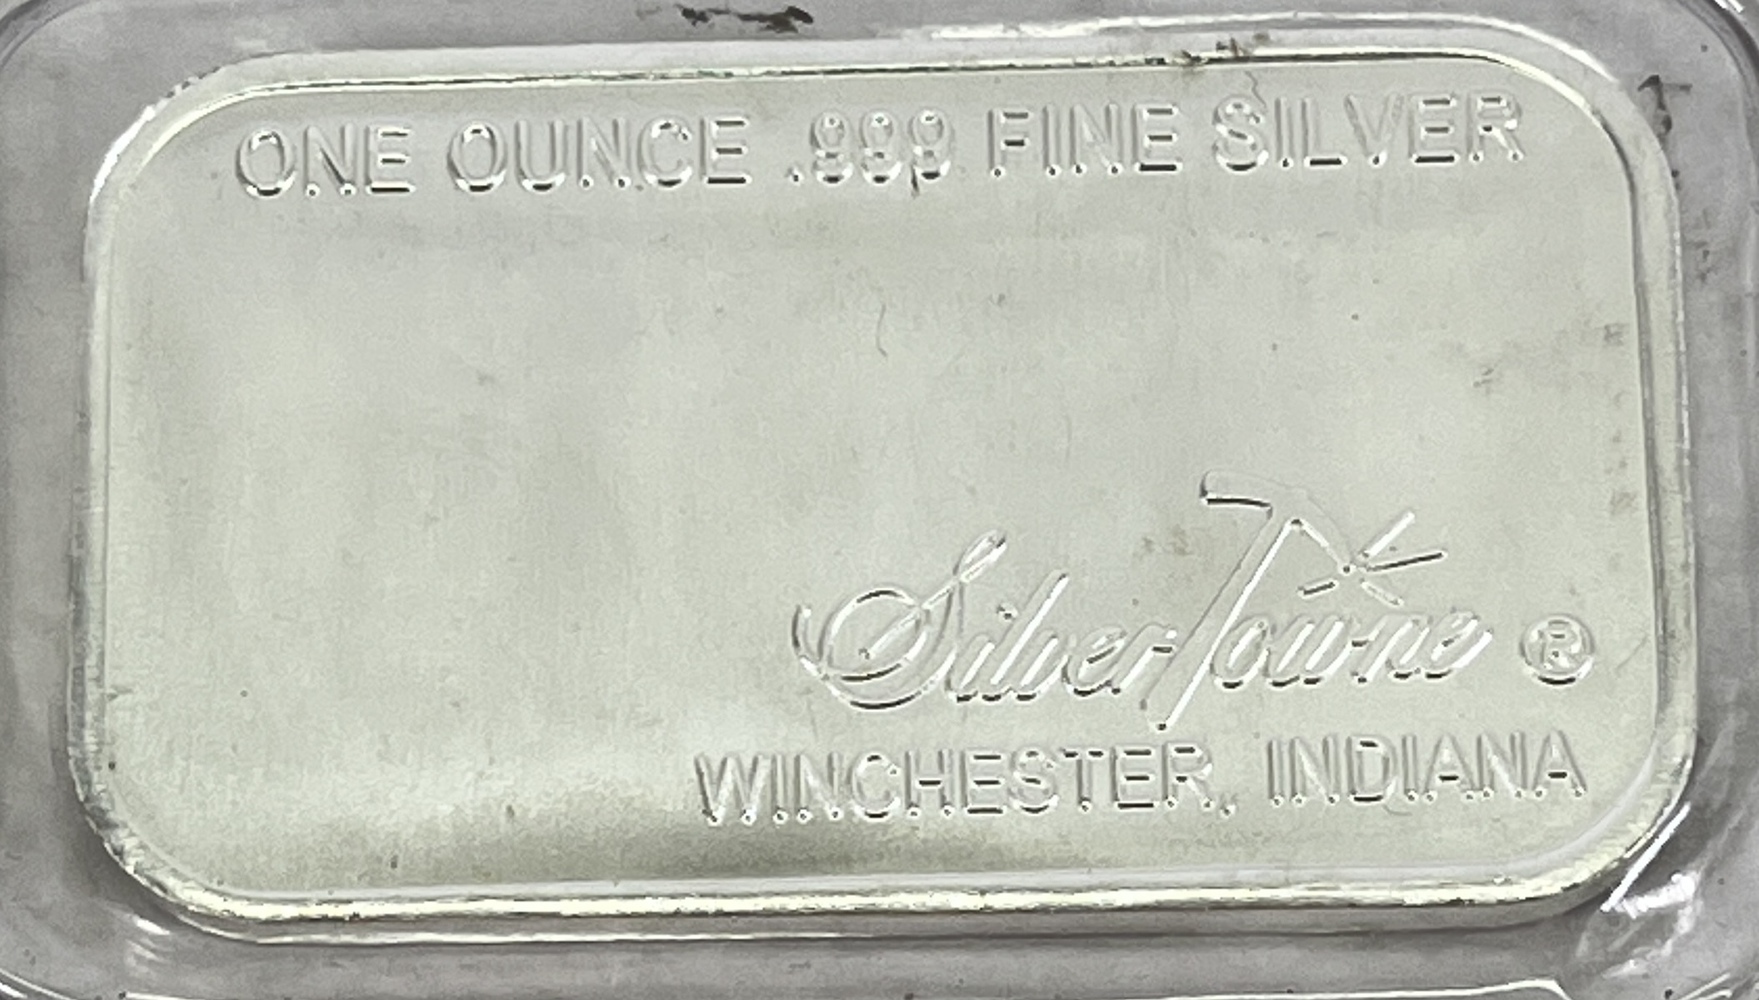 ONE OUNCE .999 FINE SILVER
SilverTowne ®
WINCHESTER, INDIANA